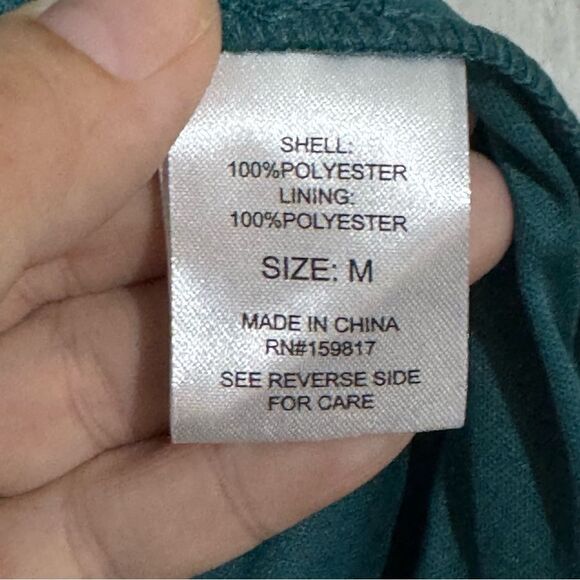 SHELL:
100%POLYESTER
LINING:
100%POLYESTER
SIZE: M
MADE IN CHINA
RN#159817
SEE REVERSE SIDE
FOR CARE